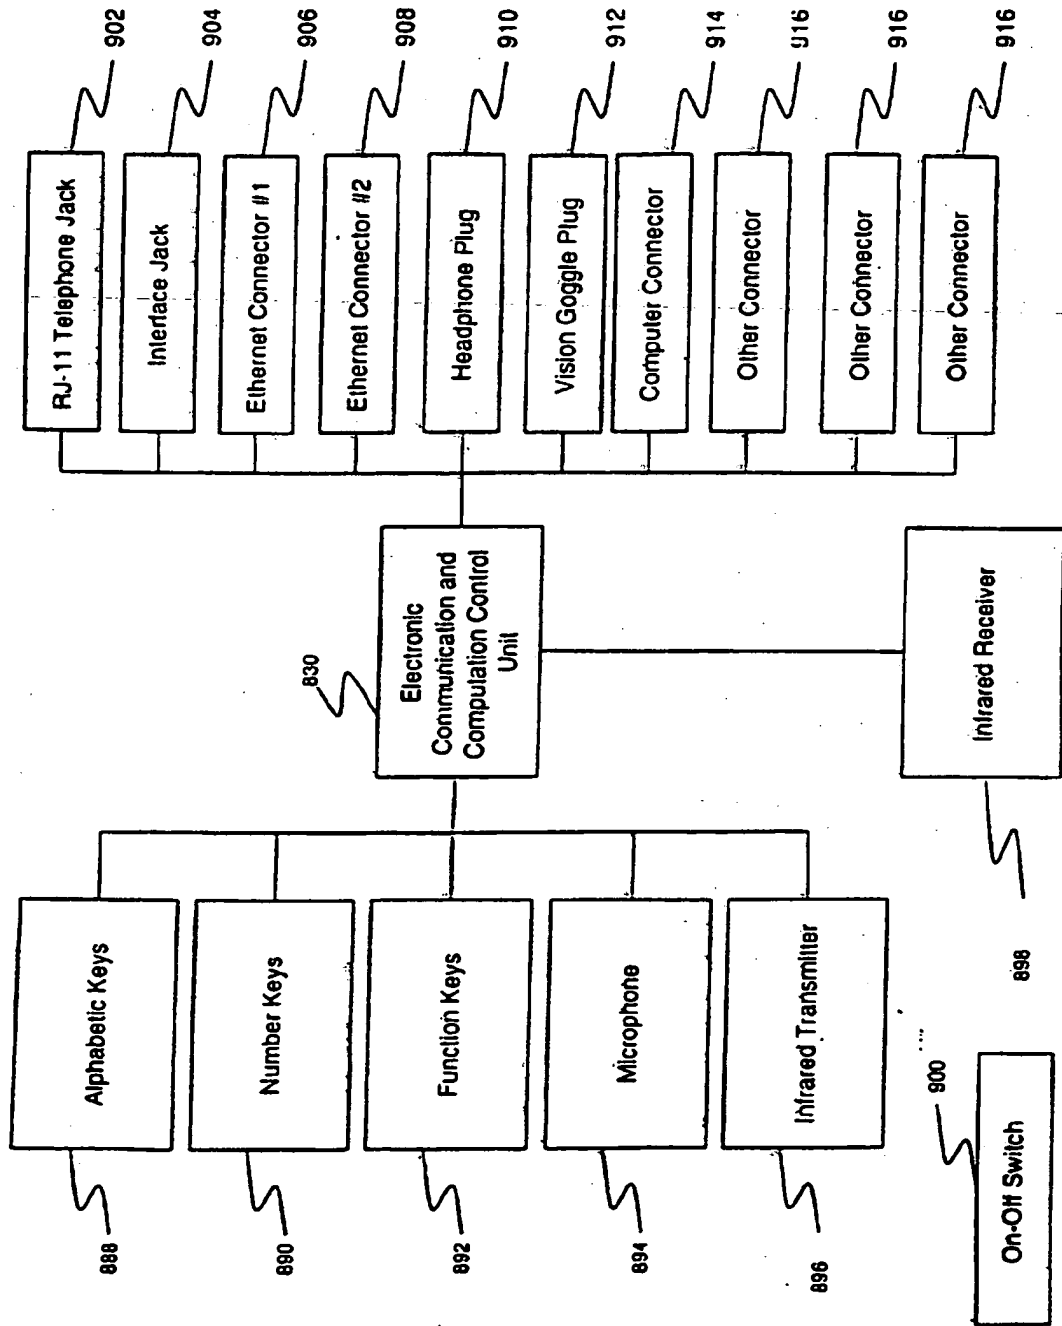 888
Alphabetic Keys
890
Number Keys
892
Function Keys
894
Microphone
896
Infrared Transmitter
900
On-Off Switch
830
Electronic
Communication and
Computation Control
Unit
898
Infrared Receiver
RJ-11 Telephone Jack
902
Interface Jack
904
Ethernet Connector #1
906
Ethernet Connector #2
908
Headphone Plug
910
Vision Goggle Plug
912
Computer Connector
914
Other Connector
916
Other Connector
916
Other Connector
916